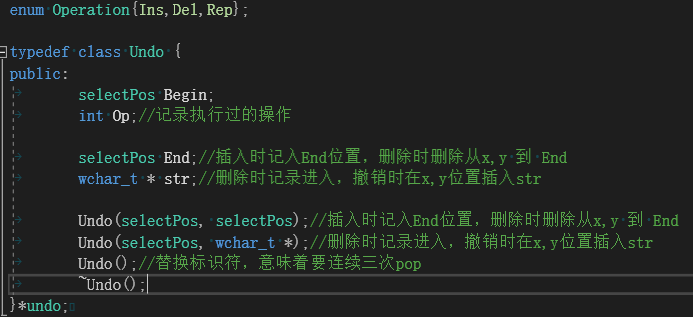 enum Operation{Ins,Del,Rep};
typedef class Undo {
public:
selectPos Begin;
int Op;//记录执行过的操作
selectPos End;//插入时记入End位置，删除时删除从x,y 到 End
wchar_t * str;//删除时记录进入，撤销时在x,y位置插入str
Undo(selectPos, selectPos);//插入时记入End位置，删除时删除从x,y 到 End
Undo(selectPos, wchar_t *);//删除时记录进入，撤销时在x,y位置插入str
Undo();//替换标识符，意味着要连续三次pop
~Undo();
}*undo;